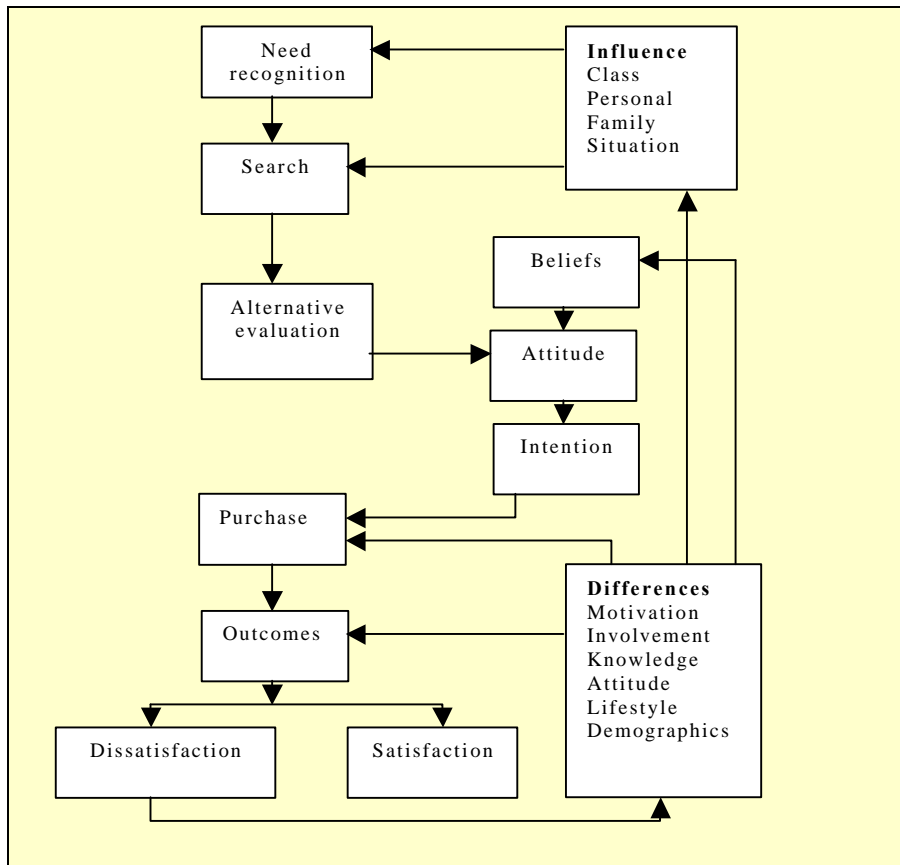 Need
recognition
Influence
Class
Personal
Family
Situation
Search
Beliefs
Alternative
evaluation
Attitude
Intention
Purchase
Differences
Motivation
Involvement
Knowledge
Attitude
Lifestyle
Demographics
Outcomes
Dissatisfaction
Satisfaction